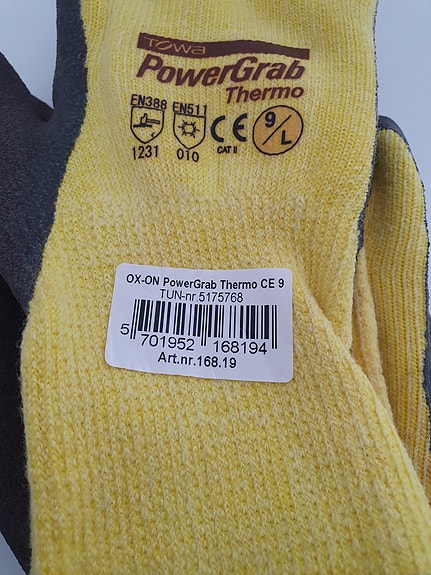 Towa
PowerGrab
Thermo
EN388 EN511 CE 9/L
1231 010 CAT II
OX-ON PowerGrab Thermo CE 9
TUN-nr.5175768
5 701952 168194
Art.nr.168.19